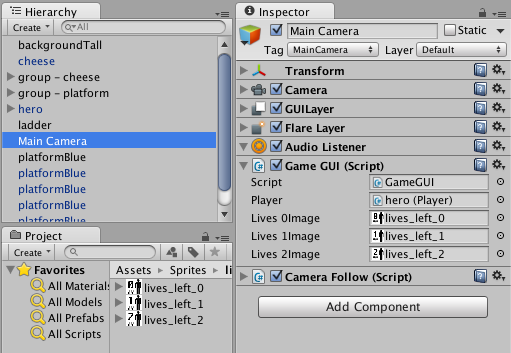 Hierarchy
Create
All
backgroundTall
cheese
group - cheese
group - platform
hero
ladder
Main Camera
platformBlue
platformBlue
platformBlue
platformBlue
platformBlue
Project
Create
Favorites
All Materials
All Models
All Prefabs
All Scripts
Assets Sprites li
lives_left_0
lives_left_1
lives_left_2
Inspector
Main Camera Static
Tag MainCamera Layer Default
Transform
Camera
GUILayer
Flare Layer
Audio Listener
Game GUI (Script)
Script GameGUI
Player hero (Player)
Lives 0Image lives_left_0
Lives 1Image lives_left_1
Lives 2Image lives_left_2
Camera Follow (Script)
Add Component